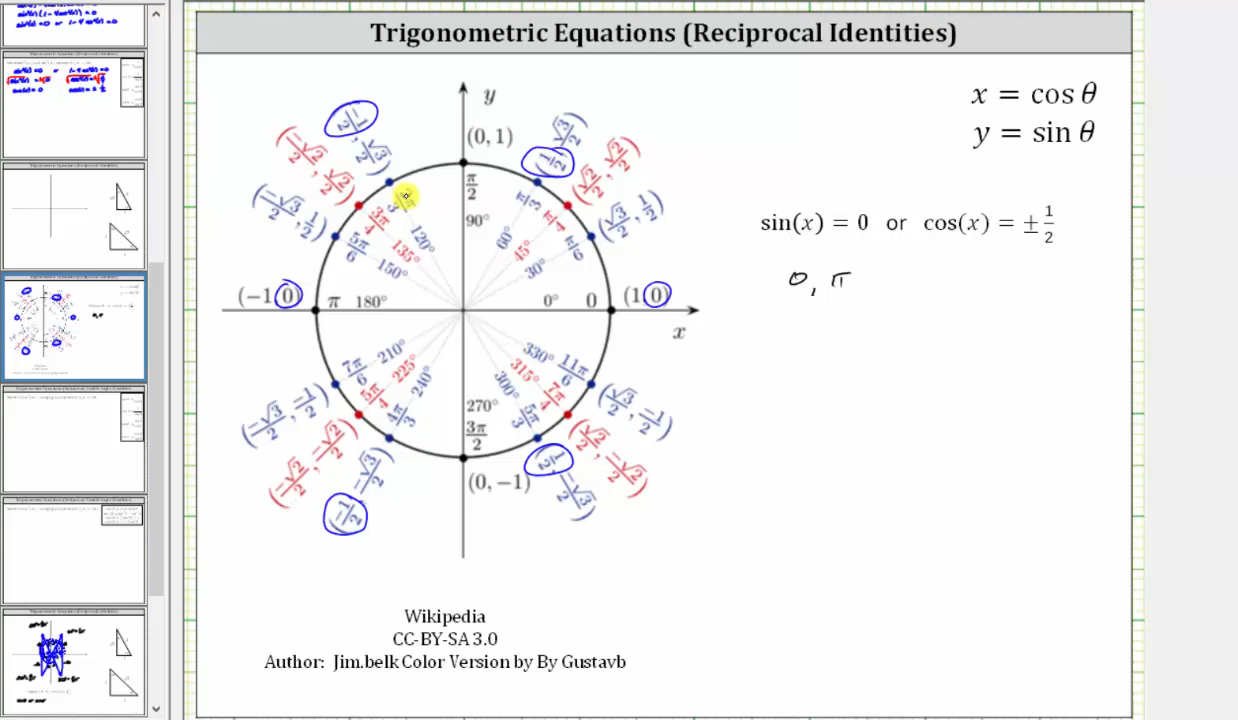 Trigonometric Equations (Reciprocal Identities)
x = cos θ
y = sin θ
sin(x) = 0 or cos(x) = ± 1/2
0, π
y
(0, 1)
(-1/2, √3/2)
(1/2, √3/2)
(-√2/2, √2/2)
(√2/2, √2/2)
(-√3/2, 1/2)
(√3/2, 1/2)
π/2
90°
π/3
60°
π/4
45°
π/6
30°
120°
3π/4
135°
5π/6
150°
(-1, 0)
π 180°
0° 0
(1, 0)
x
7π/6
210°
5π/4
225°
4π/3
240°
270°
3π/2
300°
5π/3
315°
7π/4
330°
11π/6
(-√3/2, -1/2)
(√3/2, -1/2)
(-√2/2, -√2/2)
(√2/2, -√2/2)
(-1/2, -√3/2)
(1/2, -√3/2)
(0, -1)
Wikipedia
CC-BY-SA 3.0
Author: Jim.belk Color Version by By Gustavb